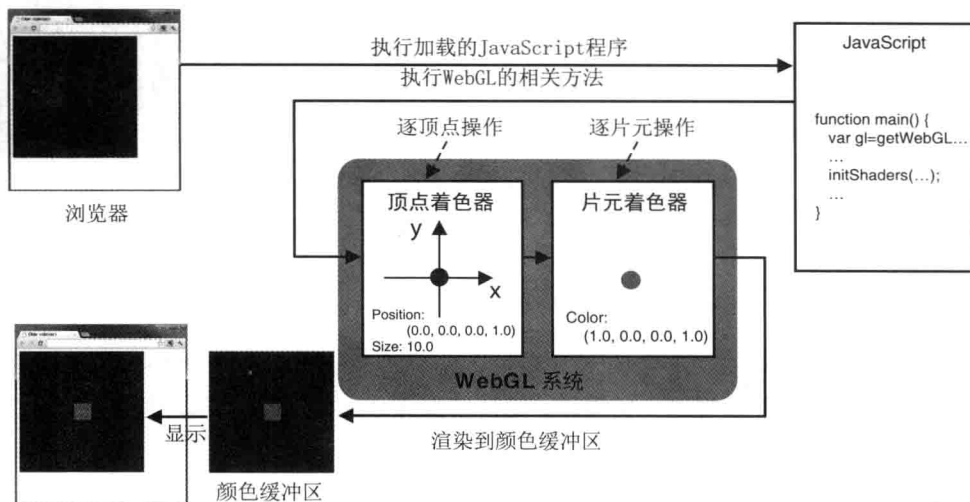 执行加载的JavaScript程序
执行WebGL的相关方法
JavaScript
function main() {
var gl=getWebGL...
...
initShaders(...);
...
}
浏览器
逐顶点操作
逐片元操作
顶点着色器
y
x
Position:
(0.0, 0.0, 0.0, 1.0)
Size: 10.0
片元着色器
Color:
(1.0, 0.0, 0.0, 1.0)
WebGL 系统
显示
颜色缓冲区
渲染到颜色缓冲区